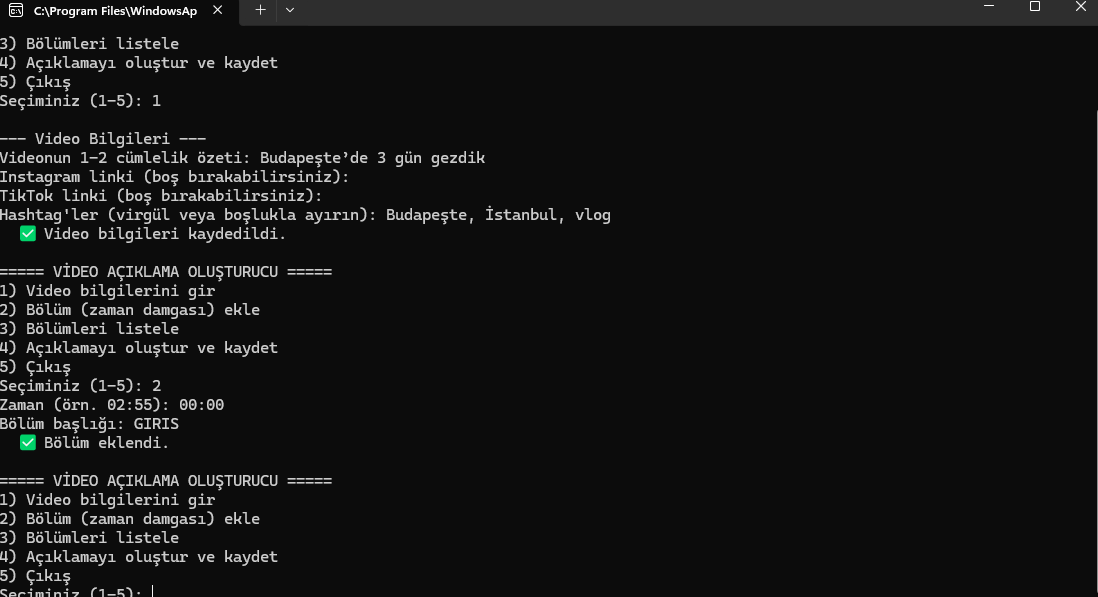 C:\Program Files\WindowsAp
3) Bölümleri listele
4) Açıklamayı oluştur ve kaydet
5) Çıkış
Seçiminiz (1-5): 1
--- Video Bilgileri ---
Videonun 1-2 cümlelik özeti: Budapeşte’de 3 gün gezdik
Instagram linki (boş bırakabilirsiniz):
TikTok linki (boş bırakabilirsiniz):
Hashtag'ler (virgül veya boşlukla ayırın): Budapeşte, İstanbul, vlog
✅ Video bilgileri kaydedildi.
===== VİDEO AÇIKLAMA OLUŞTURUCU =====
1) Video bilgilerini gir
2) Bölüm (zaman damgası) ekle
3) Bölümleri listele
4) Açıklamayı oluştur ve kaydet
5) Çıkış
Seçiminiz (1-5): 2
Zaman (örn. 02:55): 00:00
Bölüm başlığı: GIRIS
✅ Bölüm eklendi.
===== VİDEO AÇIKLAMA OLUŞTURUCU =====
1) Video bilgilerini gir
2) Bölüm (zaman damgası) ekle
3) Bölümleri listele
4) Açıklamayı oluştur ve kaydet
5) Çıkış
Seçiminiz (1-5):